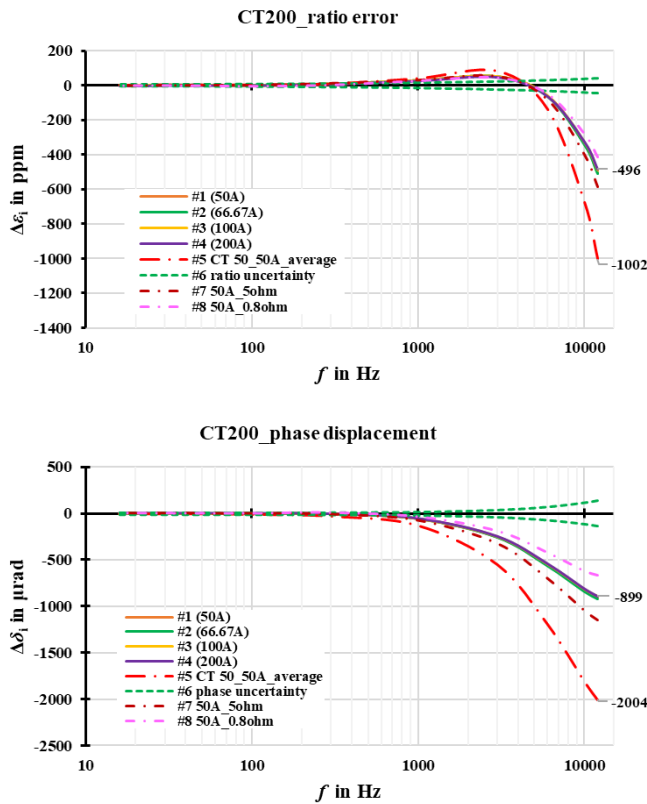 CT200_ratio error
200
0
-200
-400
-600
-800
-1000
-1200
-1400
Δεi in ppm
#1 (50A)
#2 (66.67A)
#3 (100A)
#4 (200A)
#5 CT 50_50A_average
#6 ratio uncertainty
#7 50A_5ohm
#8 50A_0.8ohm
-496
-1002
10
100
1000
10000
f in Hz
CT200_phase displacement
500
0
-500
-1000
-1500
-2000
-2500
Δδi in μrad
#1 (50A)
#2 (66.67A)
#3 (100A)
#4 (200A)
#5 CT 50_50A_average
#6 phase uncertainty
#7 50A_5ohm
#8 50A_0.8ohm
-899
-2004
10
100
1000
10000
f in Hz